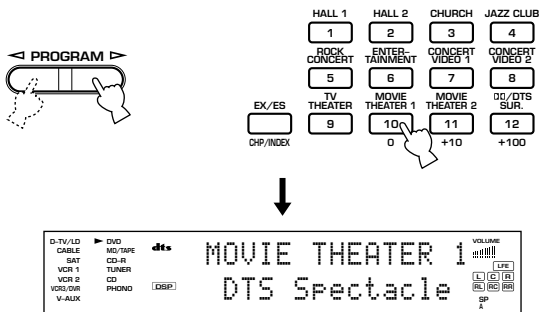 HALL 1 HALL 2 CHURCH JAZZ CLUB
1 2 3 4
ROCK CONCERT ENTER-TAINMENT CONCERT VIDEO 1 CONCERT VIDEO 2
◁ PROGRAM ▷
5 6 7 8
EX/ES TV THEATER MOVIE THEATER 1 MOVIE THEATER 2 DD/DTS SUR.
9 10 11 12
CHP/INDEX 0 +10 +100
D-TV/LD DVD dts MOVIE THEATER 1 VOLUME
CABLE MD/TAPE
SAT CD-R LFE
VCR 1 TUNER
VCR 2 CD L C R
VCR3/DVR PHONO DSP DTS Spectacle RL RC RR
V-AUX SP
A